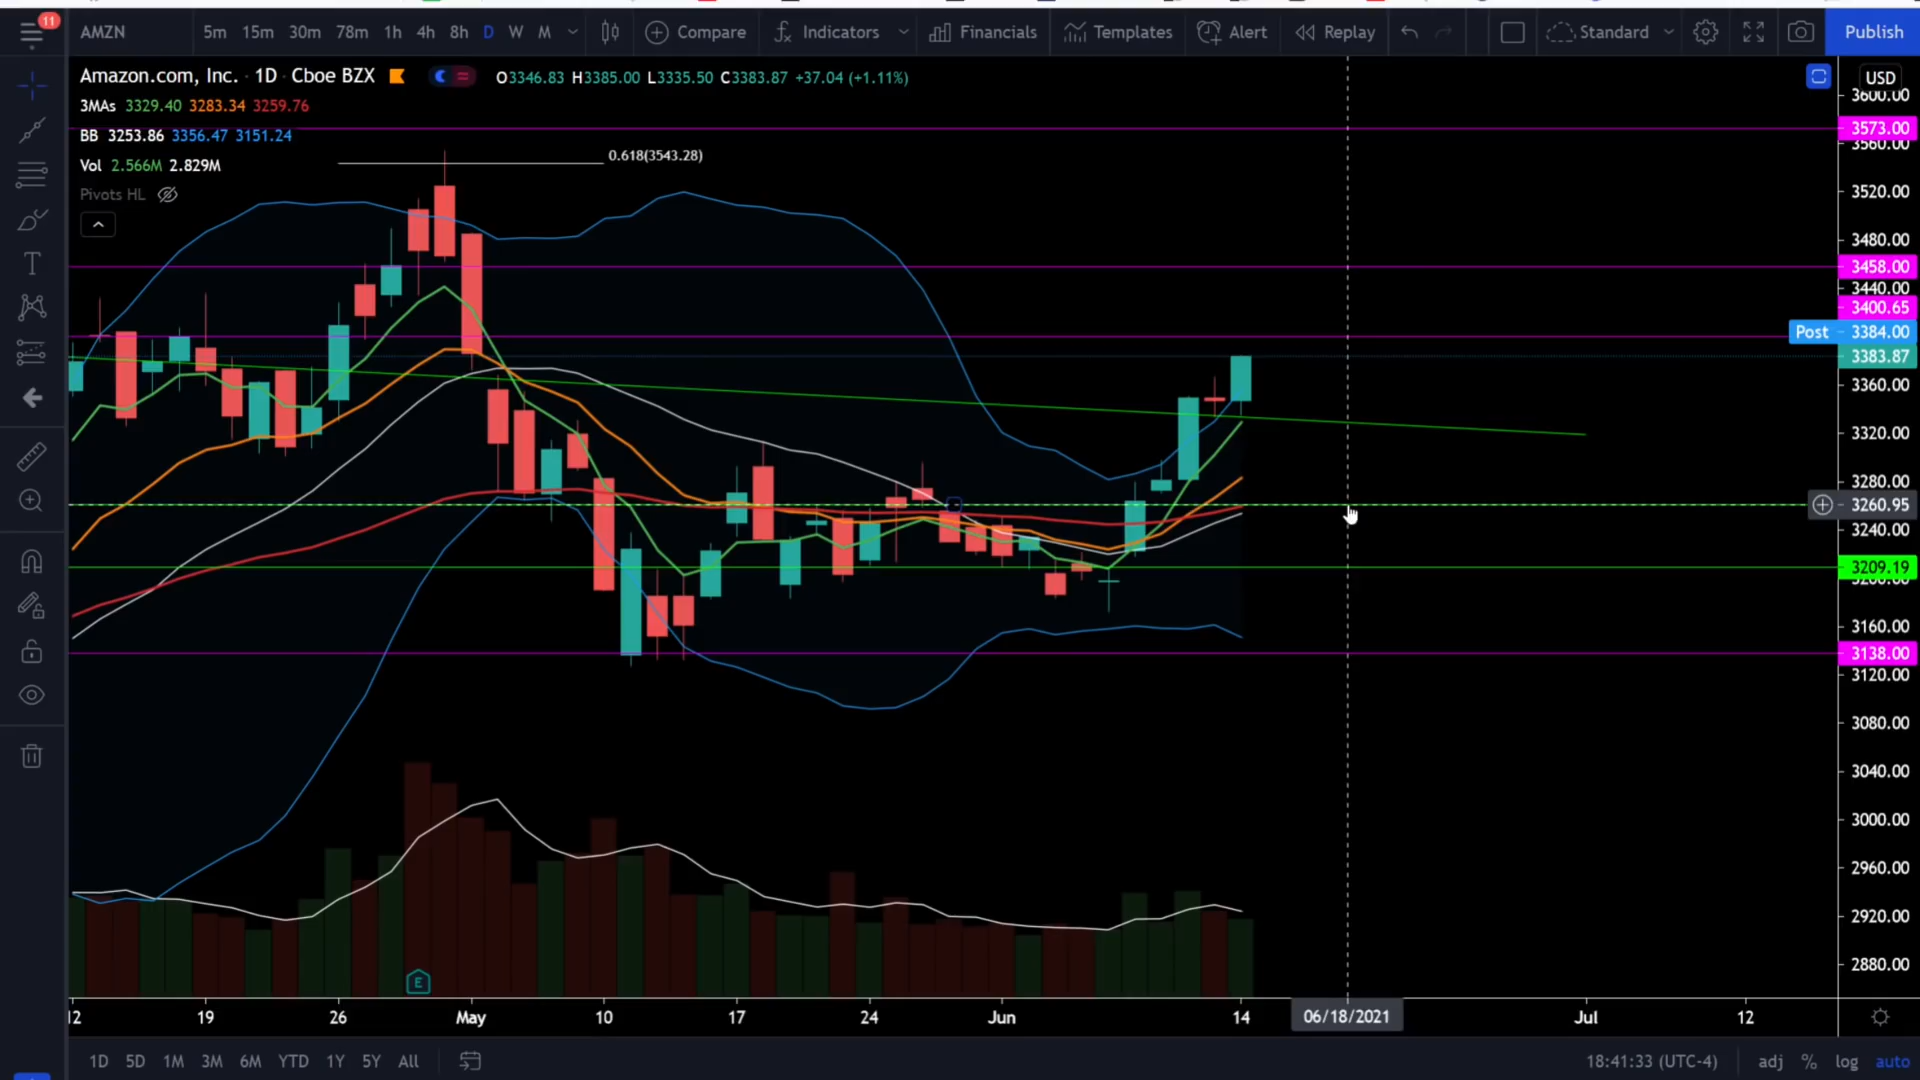 11
AMZN 5m 15m 30m 78m 1h 4h 8h D W M Compare Indicators Financials Templates Alert Replay Standard Publish
Amazon.com, Inc. · 1D · Cboe BZX O3346.83 H3385.00 L3335.50 C3383.87 +37.04 (+1.11%)
3MAs 3329.40 3283.34 3259.76
BB 3253.86 3356.47 3151.24
Vol 2.566M 2.829M
Pivots HL
0.618(3543.28)
USD
3600.00
3573.00
3560.00
3520.00
3480.00
3458.00
3440.00
3400.65
Post 3384.00
3383.87
3360.00
3320.00
3280.00
3260.95
3240.00
3209.19
3200.00
3160.00
3138.00
3120.00
3080.00
3040.00
3000.00
2960.00
2920.00
2880.00
E
12 19 26 May 10 17 24 Jun 14 06/18/2021 Jul 12
1D 5D 1M 3M 6M YTD 1Y 5Y All 18:41:33 (UTC-4) adj % log auto